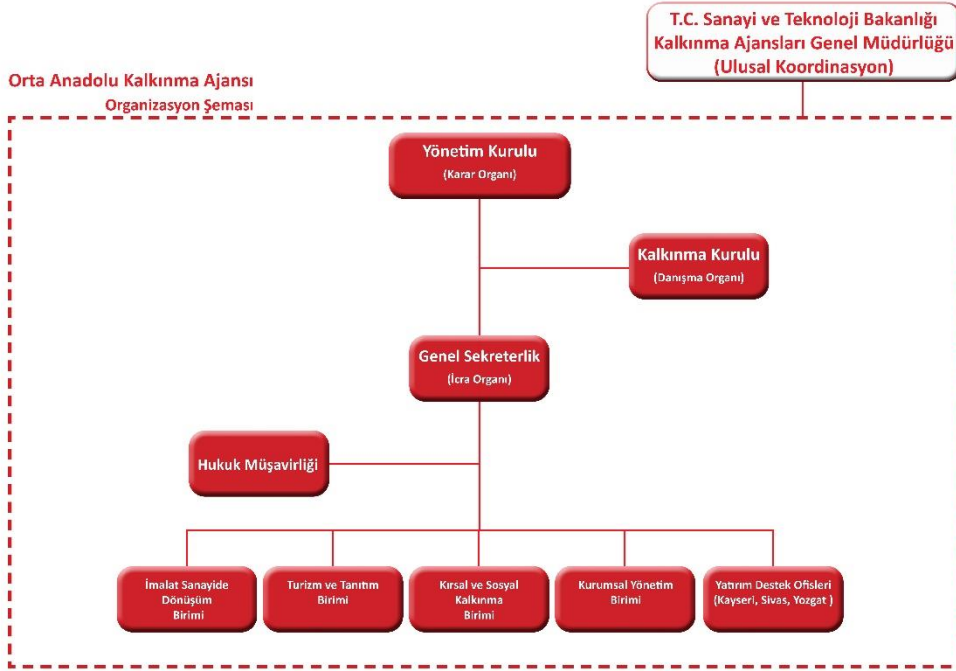 T.C. Sanayi ve Teknoloji Bakanlığı
Kalkınma Ajansları Genel Müdürlüğü
(Ulusal Koordinasyon)
Orta Anadolu Kalkınma Ajansı
Organizasyon Şeması
Yönetim Kurulu
(Karar Organı)
Kalkınma Kurulu
(Danışma Organı)
Genel Sekreterlik
(İcra Organı)
Hukuk Müşavirliği
İmalat Sanayide
Dönüşüm
Birimi
Turizm ve Tanıtım
Birimi
Kırsal ve Sosyal
Kalkınma
Birimi
Kurumsal Yönetim
Birimi
Yatırım Destek Ofisleri
(Kayseri, Sivas, Yozgat )